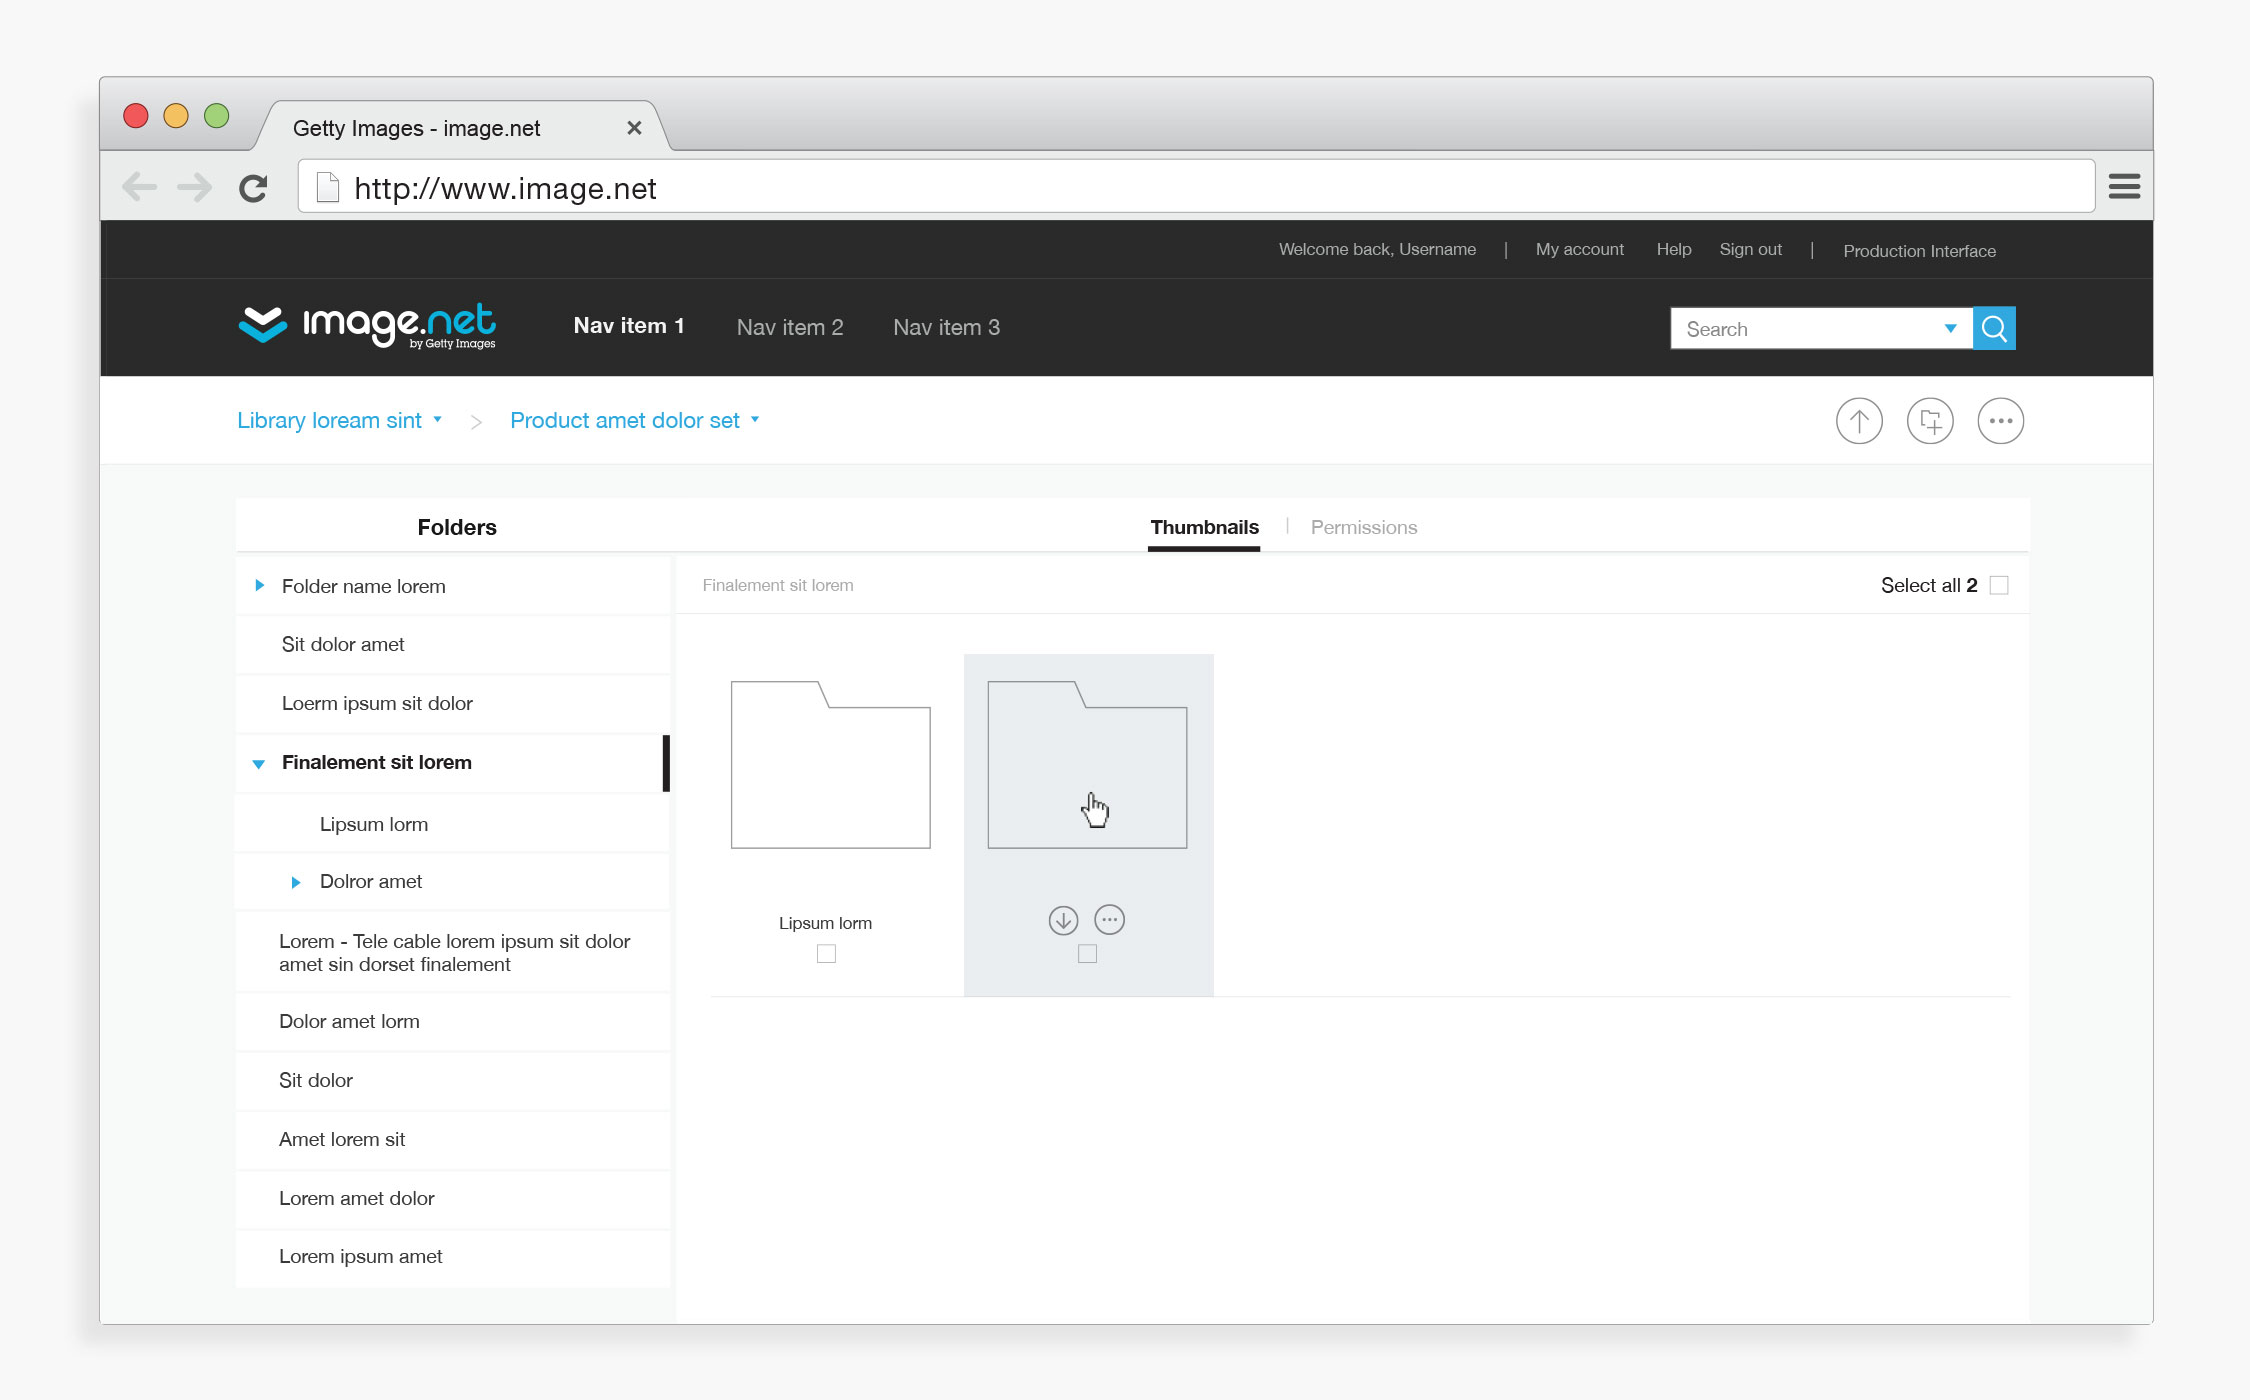 Getty Images - image.net
http://www.image.net
Welcome back, Username | My account Help Sign out | Production Interface
image.net
by Getty Images
Nav item 1 Nav item 2 Nav item 3
Search
Library loream sint > Product amet dolor set
Folders
Thumbnails | Permissions
Folder name lorem
Sit dolor amet
Loerm ipsum sit dolor
Finalement sit lorem
Lipsum lorm
Dolror amet
Lorem - Tele cable lorem ipsum sit dolor
amet sin dorset finalement
Dolor amet lorm
Sit dolor
Amet lorem sit
Lorem amet dolor
Lorem ipsum amet
Finalement sit lorem
Select all 2
Lipsum lorm